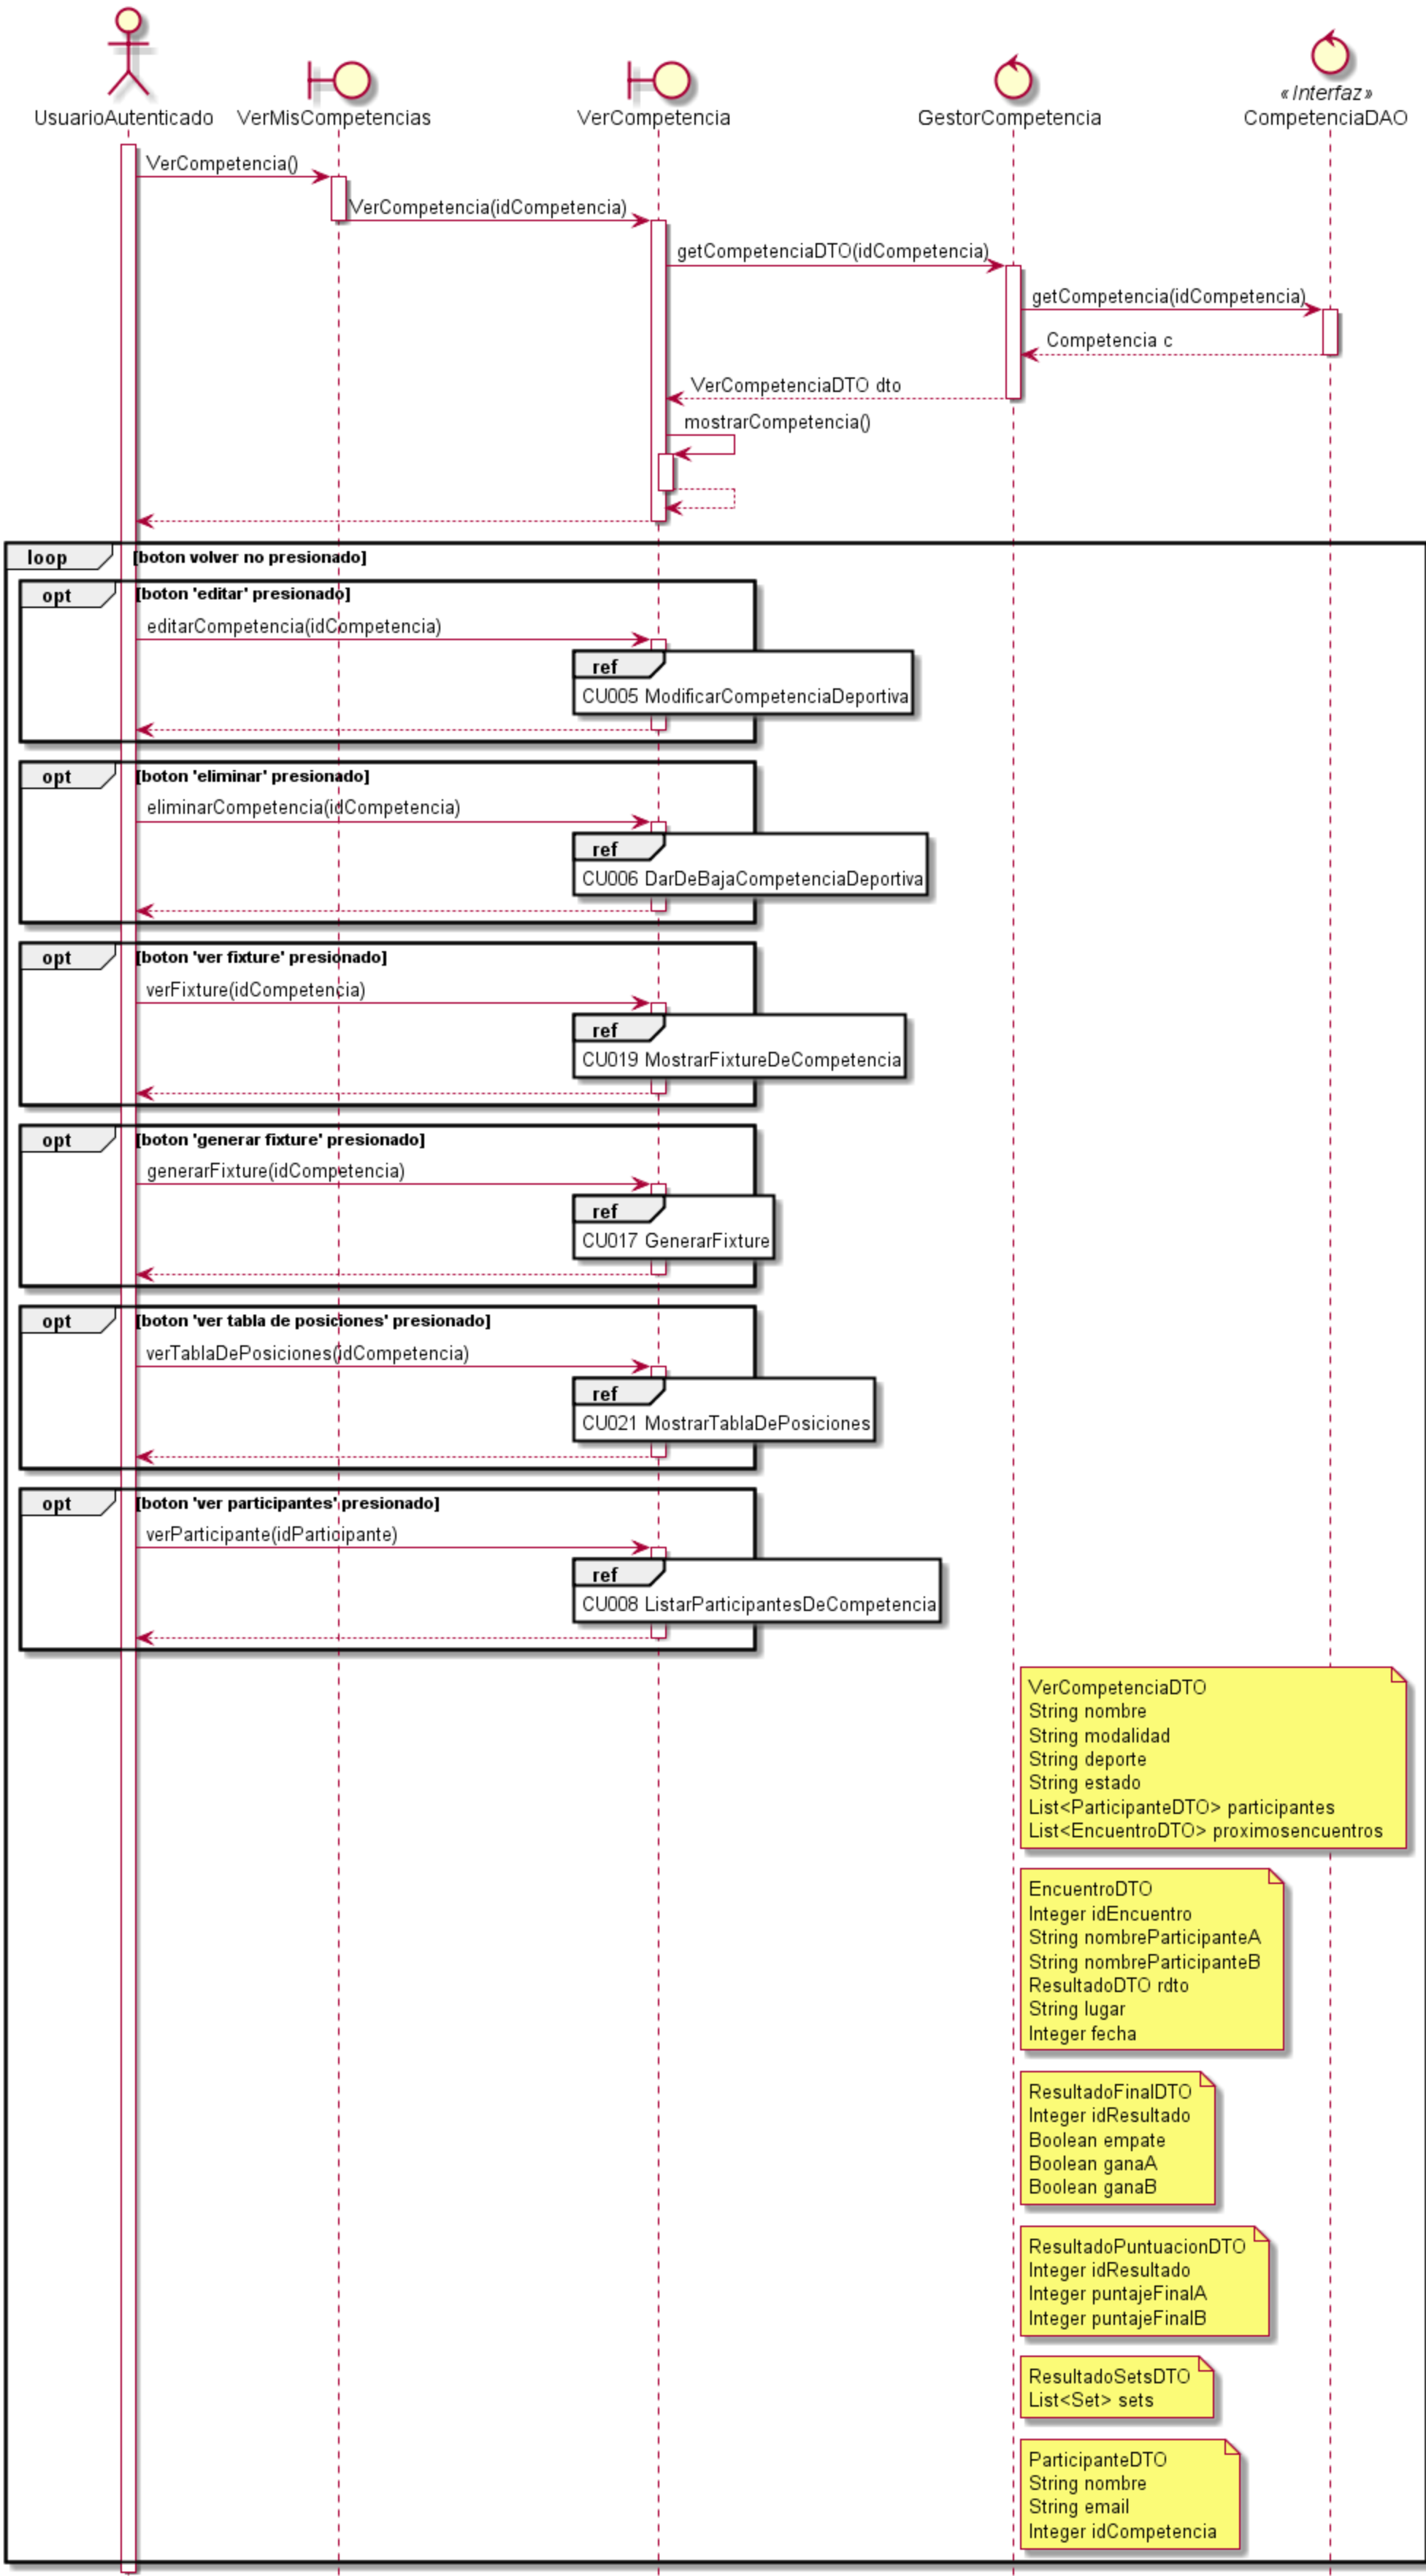 UsuarioAutenticado
VerMisCompetencias
VerCompetencia
GestorCompetencia
«Interfaz»
CompetenciaDAO
VerCompetencia()
VerCompetencia(idCompetencia)
getCompetenciaDTO(idCompetencia)
getCompetencia(idCompetencia)
Competencia c
VerCompetenciaDTO dto
mostrarCompetencia()
loop [boton volver no presionado]
opt [boton 'editar' presionado]
editarCompetencia(idCompetencia)
ref
CU005 ModificarCompetenciaDeportiva
opt [boton 'eliminar' presionado]
eliminarCompetencia(idCompetencia)
ref
CU006 DarDeBajaCompetenciaDeportiva
opt [boton 'ver fixture' presionado]
verFixture(idCompetencia)
ref
CU019 MostrarFixtureDeCompetencia
opt [boton 'generar fixture' presionado]
generarFixture(idCompetencia)
ref
CU017 GenerarFixture
opt [boton 'ver tabla de posiciones' presionado]
verTablaDePosiciones(idCompetencia)
ref
CU021 MostrarTablaDePosiciones
opt [boton 'ver participantes' presionado]
verParticipante(idParticipante)
ref
CU008 ListarParticipantesDeCompetencia
VerCompetenciaDTO
String nombre
String modalidad
String deporte
String estado
List<ParticipanteDTO> participantes
List<EncuentroDTO> proximosencuentros
EncuentroDTO
Integer idEncuentro
String nombreParticipanteA
String nombreParticipanteB
ResultadoDTO rdto
String lugar
Integer fecha
ResultadoFinalDTO
Integer idResultado
Boolean empate
Boolean ganaA
Boolean ganaB
ResultadoPuntuacionDTO
Integer idResultado
Integer puntajeFinalA
Integer puntajeFinalB
ResultadoSetsDTO
List<Set> sets
ParticipanteDTO
String nombre
String email
Integer idCompetencia